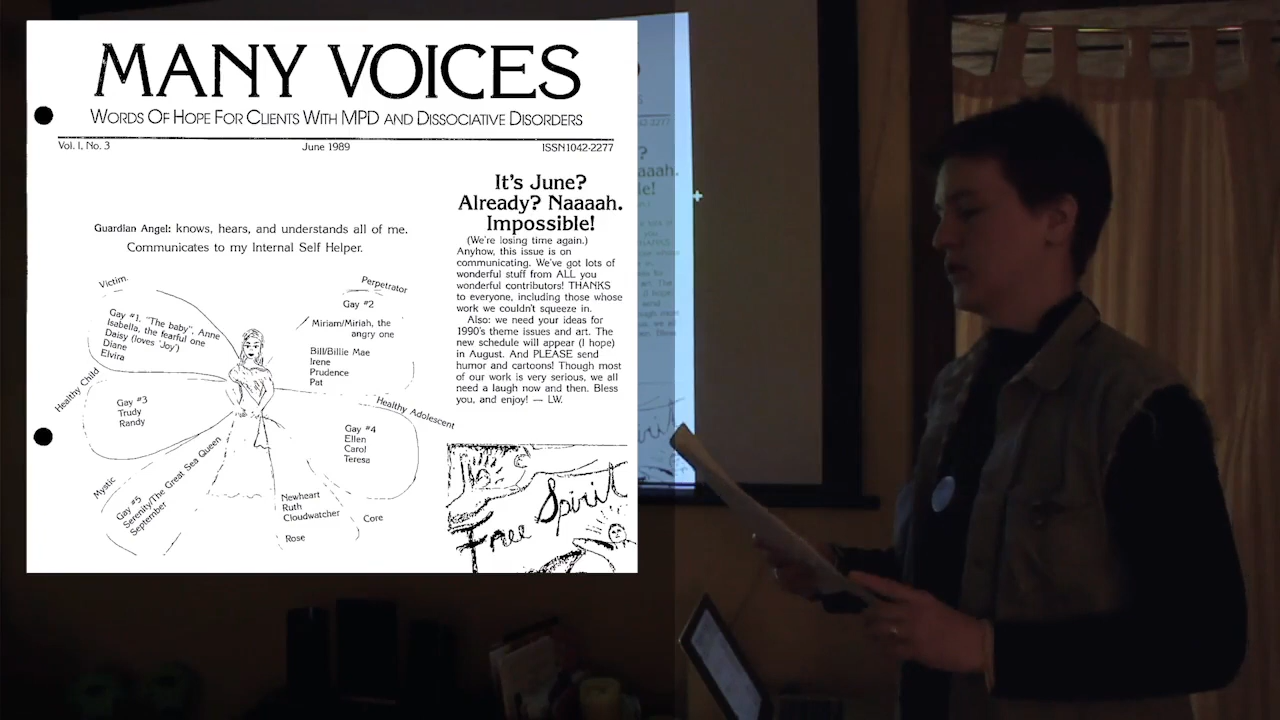 MANY VOICES
WORDS OF HOPE FOR CLIENTS WITH MPD AND DISSOCIATIVE DISORDERS
Vol. I, No. 3 June 1989 ISSN1042-2277
Guardian Angel: knows, hears, and understands all of me.
Communicates to my Internal Self Helper.
Victim
Gay #1, "The baby", Anne
Isabella, the fearful one
Daisy (loves 'Joy')
Diane
Elvira
Perpetrator
Gay #2
Miriam/Miriah, the
angry one
Bill/Billie Mae
Irene
Prudence
Pat
Healthy Child
Gay #3
Trudy
Randy
Healthy Adolescent
Gay #4
Ellen
Carol
Teresa
Mystic
Gay #5
Serenity/The Great Sea Queen
September
Newheart
Ruth
Cloudwatcher
Rose
Core
It's June?
Already? Naaaah.
Impossible!
(We're losing time again.)
Anyhow, this issue is on
communicating. We've got lots of
wonderful stuff from ALL you
wonderful contributors! THANKS
to everyone, including those whose
work we couldn't squeeze in.
Also: we need your ideas for
1990's theme issues and art. The
new schedule will appear (I hope)
in August. And PLEASE send
humor and cartoons! Though most
of our work is very serious, we all
need a laugh now and then. Bless
you, and enjoy! — LW.
Free Spirit